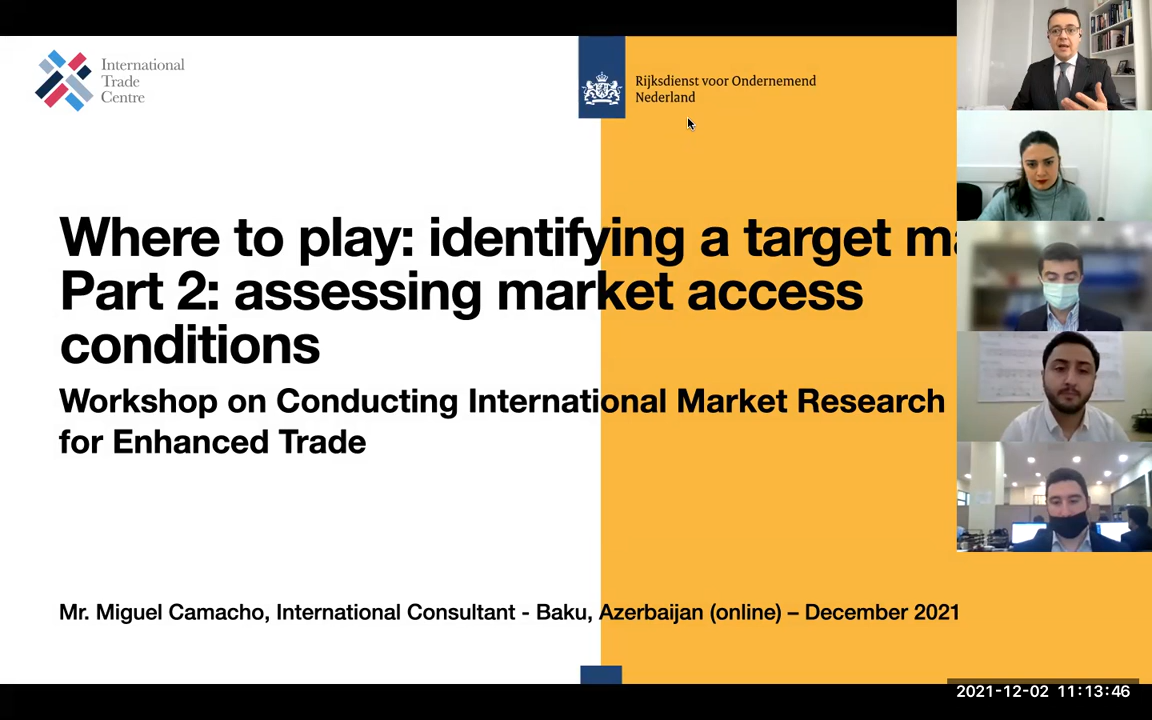 International
Trade
Centre
Rijksdienst voor Ondernemend
Nederland
Where to play: identifying a target
Part 2: assessing market access
conditions
Workshop on Conducting International Market Research
for Enhanced Trade
Mr. Miguel Camacho, International Consultant - Baku, Azerbaijan (online) – December 2021
2021-12-02 11:13:46